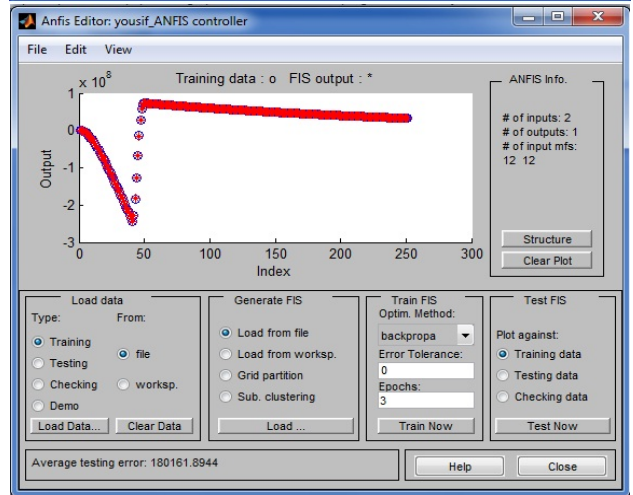 Anfis Editor: yousif_ANFIS controller
File Edit View
x 10^8
Training data : o FIS output : *
1
0
-1
-2
-3
Output
0 50 100 150 200 250 300
Index
ANFIS Info.
# of inputs: 2
# of outputs: 1
# of input mfs:
12 12
Structure
Clear Plot
Load data
Type: From:
Training
Testing
Checking
Demo
file
worksp.
Load Data... Clear Data
Generate FIS
Load from file
Load from worksp.
Grid partition
Sub. clustering
Load ...
Train FIS
Optim. Method:
backpropa
Error Tolerance:
0
Epochs:
3
Train Now
Test FIS
Plot against:
Training data
Testing data
Checking data
Test Now
Average testing error: 180161.8944
Help Close